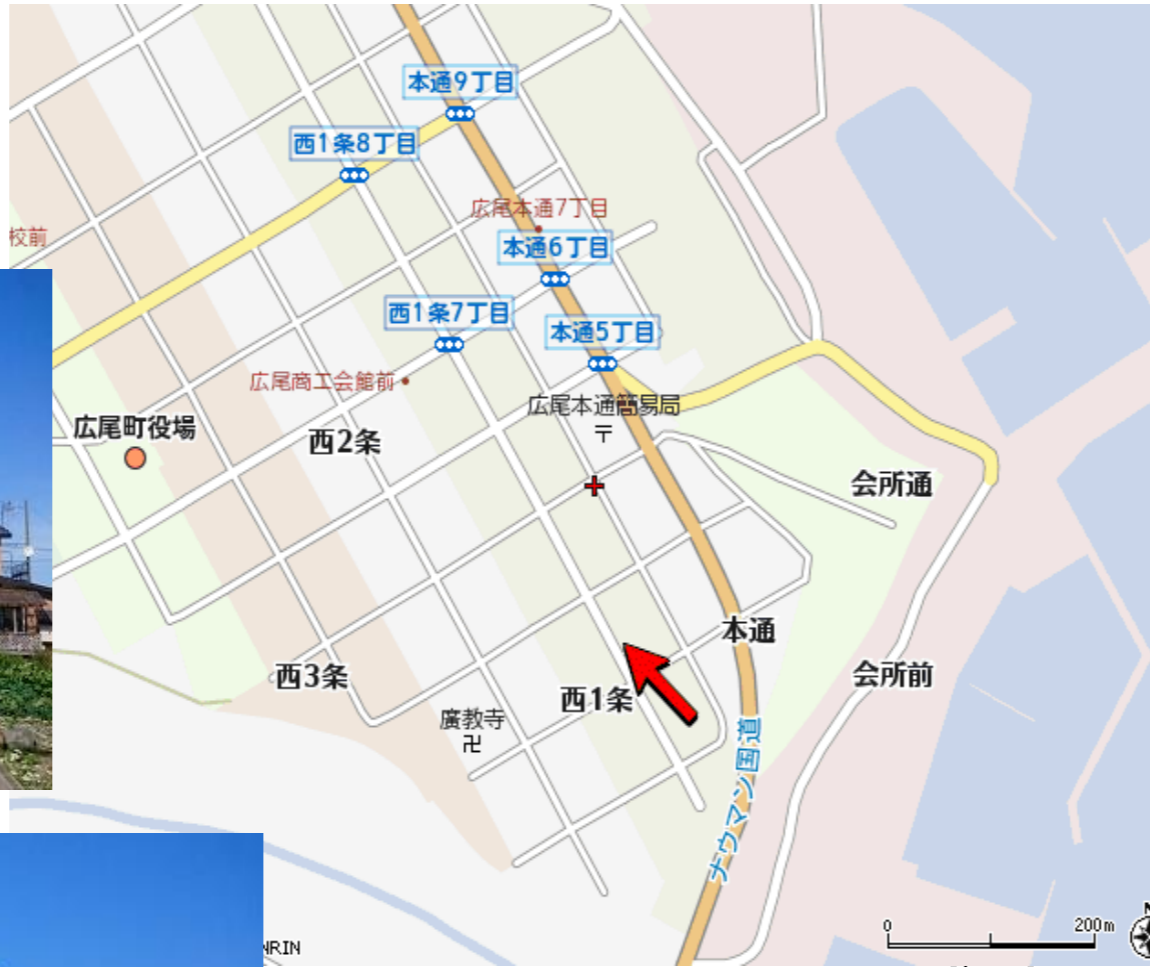 本通9丁目
西1条8丁目
広尾本通7丁目
校前
本通6丁目
西1条7丁目
本通5丁目
広尾商工会館前
広尾本通簡易局
〒
広尾町役場
西2条
会所通
本通
西3条
会所前
西1条
廣教寺
卍
ナウマン国道
0
200m
N
NRIN